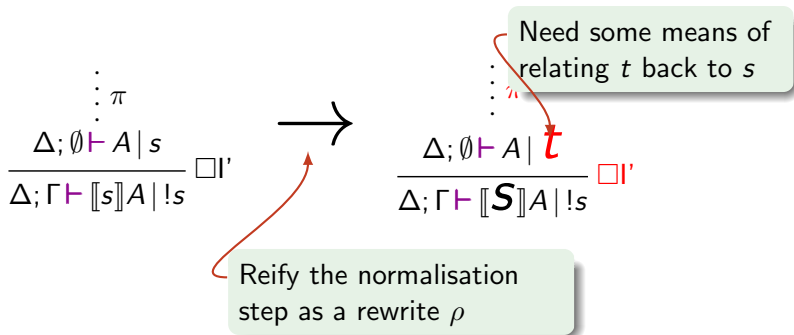 Need some means of
relating t back to s
⋮ π
⋮
Δ; ∅ ⊢ A | s
Δ; Γ ⊢ ⟦s⟧A | !s □I’
→
Δ; ∅ ⊢ A | t
Δ; Γ ⊢ ⟦s⟧A | !s □I’
Reify the normalisation
step as a rewrite ρ